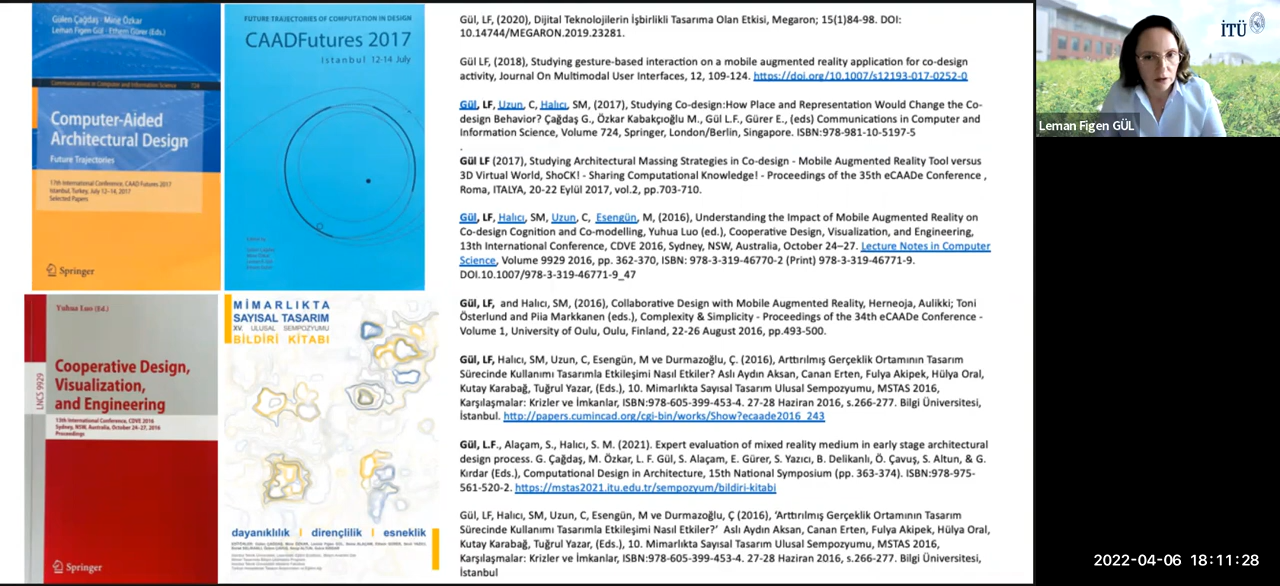 Gülen Çağdaş · Mine Özkar
Leman Figen Gül · Ethem Gürer (Eds.)
Communications in Computer and Information Science 724
Computer-Aided
Architectural Design
Future Trajectories
17th International Conference, CAAD Futures 2017
Istanbul, Turkey, July 12–14, 2017
Selected Papers
Springer
FUTURE TRAJECTORIES OF COMPUTATION IN DESIGN
CAADFutures 2017
Istanbul 12-14 July
Yuhua Luo (Ed.)
LNCS 9929
Cooperative Design,
Visualization,
and Engineering
13th International Conference, CDVE 2016
Sydney, NSW, Australia, October 24–27, 2016
Proceedings
Springer
MİMARLIKTA
SAYISAL TASARIM
XV. ULUSAL SEMPOZYUMU
BİLDİRİ KİTABI
dayanıklılık | dirençlilik | esneklik
Gül, LF, (2020), Dijital Teknolojilerin İşbirlikli Tasarıma Olan Etkisi, Megaron; 15(1)84-98. DOI:
10.14744/MEGARON.2019.23281.
Gül LF, (2018), Studying gesture-based interaction on a mobile augmented reality application for co-design
activity, Journal On Multimodal User Interfaces, 12, 109-124. https://doi.org/10.1007/s12193-017-0252-0
Gül, LF, Uzun, C, Halıcı, SM, (2017), Studying Co-design:How Place and Representation Would Change the Co-
design Behavior? Çağdaş G., Özkar Kabakçıoğlu M., Gül L.F., Gürer E., (eds) Communications in Computer and
Information Science, Volume 724, Springer, London/Berlin, Singapore. ISBN:978-981-10-5197-5
.
Gül LF (2017), Studying Architectural Massing Strategies in Co-design - Mobile Augmented Reality Tool versus
3D Virtual World, ShoCK! - Sharing Computational Knowledge! - Proceedings of the 35th eCAADe Conference ,
Roma, ITALYA, 20-22 Eylül 2017, vol.2, pp.703-710.
Gül, LF, Halıcı, SM, Uzun, C, Esengün, M, (2016), Understanding the Impact of Mobile Augmented Reality on
Co-design Cognition and Co-modelling, Yuhua Luo (ed.), Cooperative Design, Visualization, and Engineering,
13th International Conference, CDVE 2016, Sydney, NSW, Australia, October 24–27. Lecture Notes in Computer
Science, Volume 9929 2016, pp. 362-370, ISBN: 978-3-319-46770-2 (Print) 978-3-319-46771-9.
DOI.10.1007/978-3-319-46771-9_47
Gül, LF, and Halıcı, SM, (2016), Collaborative Design with Mobile Augmented Reality, Herneoja, Aulikki; Toni
Österlund and Piia Markkanen (eds.), Complexity & Simplicity - Proceedings of the 34th eCAADe Conference -
Volume 1, University of Oulu, Oulu, Finland, 22-26 August 2016, pp.493-500.
Gül, LF, Halıcı, SM, Uzun, C, Esengün, M ve Durmazoğlu, Ç. (2016), Arttırılmış Gerçeklik Ortamının Tasarım
Sürecinde Kullanımı Tasarımla Etkileşimi Nasıl Etkiler? Aslı Aydın Aksan, Canan Erten, Fulya Akipek, Hülya Oral,
Kutay Karabağ, Tuğrul Yazar, (Eds.), 10. Mimarlıkta Sayısal Tasarım Ulusal Sempozyumu, MSTAS 2016,
Karşılaşmalar: Krizler ve İmkanlar, ISBN:978-605-399-453-4. 27-28 Haziran 2016, s.266-277. Bilgi Üniversitesi,
İstanbul. http://papers.cumincad.org/cgi-bin/works/Show?ecaade2016_243
Gül, L.F., Alaçam, S., Halıcı, S. M. (2021). Expert evaluation of mixed reality medium in early stage architectural
design process. G. Çağdaş, M. Özkar, L. F. Gül, S. Alaçam, E. Gürer, S. Yazıcı, B. Delikanlı, Ö. Çavuş, S. Altun, & G.
Kırdar (Eds.), Computational Design in Architecture, 15th National Symposium (pp. 363-374). ISBN:978-975-
561-520-2. https://mstas2021.itu.edu.tr/sempozyum/bildiri-kitabi
Gül, LF, Halıcı, SM, Uzun, C, Esengün, M ve Durmazoğlu, Ç (2016), 'Arttırılmış Gerçeklik Ortamının Tasarım
Sürecinde Kullanımı Tasarımla Etkileşimi Nasıl Etkiler?' Aslı Aydın Aksan, Canan Erten, Fulya Akipek, Hülya Oral,
Kutay Karabağ, Tuğrul Yazar, (Eds.), 10. Mimarlıkta Sayısal Tasarım Ulusal Sempozyumu, MSTAS 2016,
Karşılaşmalar: Krizler ve İmkanlar, ISBN:978-605-399-453-4. 27-28 Haziran 2016, s.266-277. Bilgi Üniversitesi,
İstanbul
İTÜ
Leman Figen GÜL
2022-04-06 18:11:28